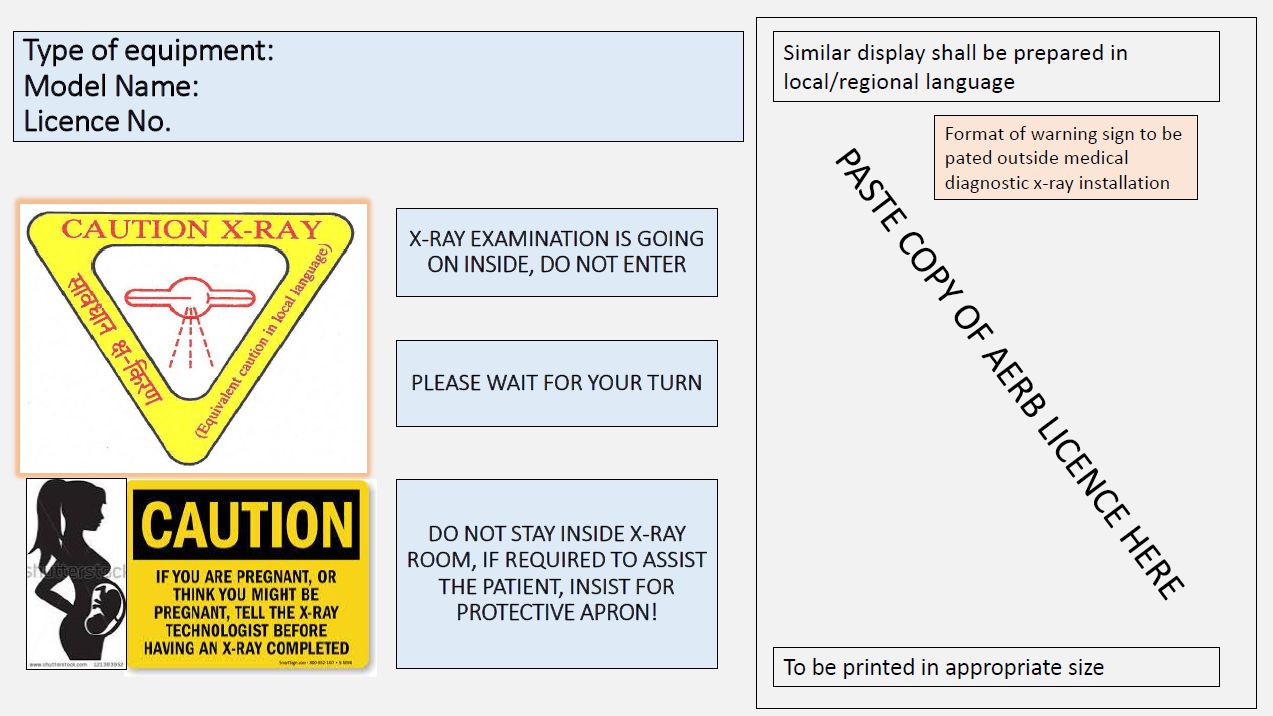 Type of equipment:
Model Name:
Licence No.
CAUTION X-RAY
सावधान क्ष-किरण
(Equivalent caution in local language)
X-RAY EXAMINATION IS GOING
ON INSIDE, DO NOT ENTER
PLEASE WAIT FOR YOUR TURN
shutterstock
www.shutterstock.com · 121383952
CAUTION
IF YOU ARE PREGNANT, OR
THINK YOU MIGHT BE
PREGNANT, TELL THE X-RAY
TECHNOLOGIST BEFORE
HAVING AN X-RAY COMPLETED
DO NOT STAY INSIDE X-RAY
ROOM, IF REQUIRED TO ASSIST
THE PATIENT, INSIST FOR
PROTECTIVE APRON!
Similar display shall be prepared in
local/regional language
Format of warning sign to be
pated outside medical
diagnostic x-ray installation
PASTE COPY OF AERB LICENCE HERE
To be printed in appropriate size